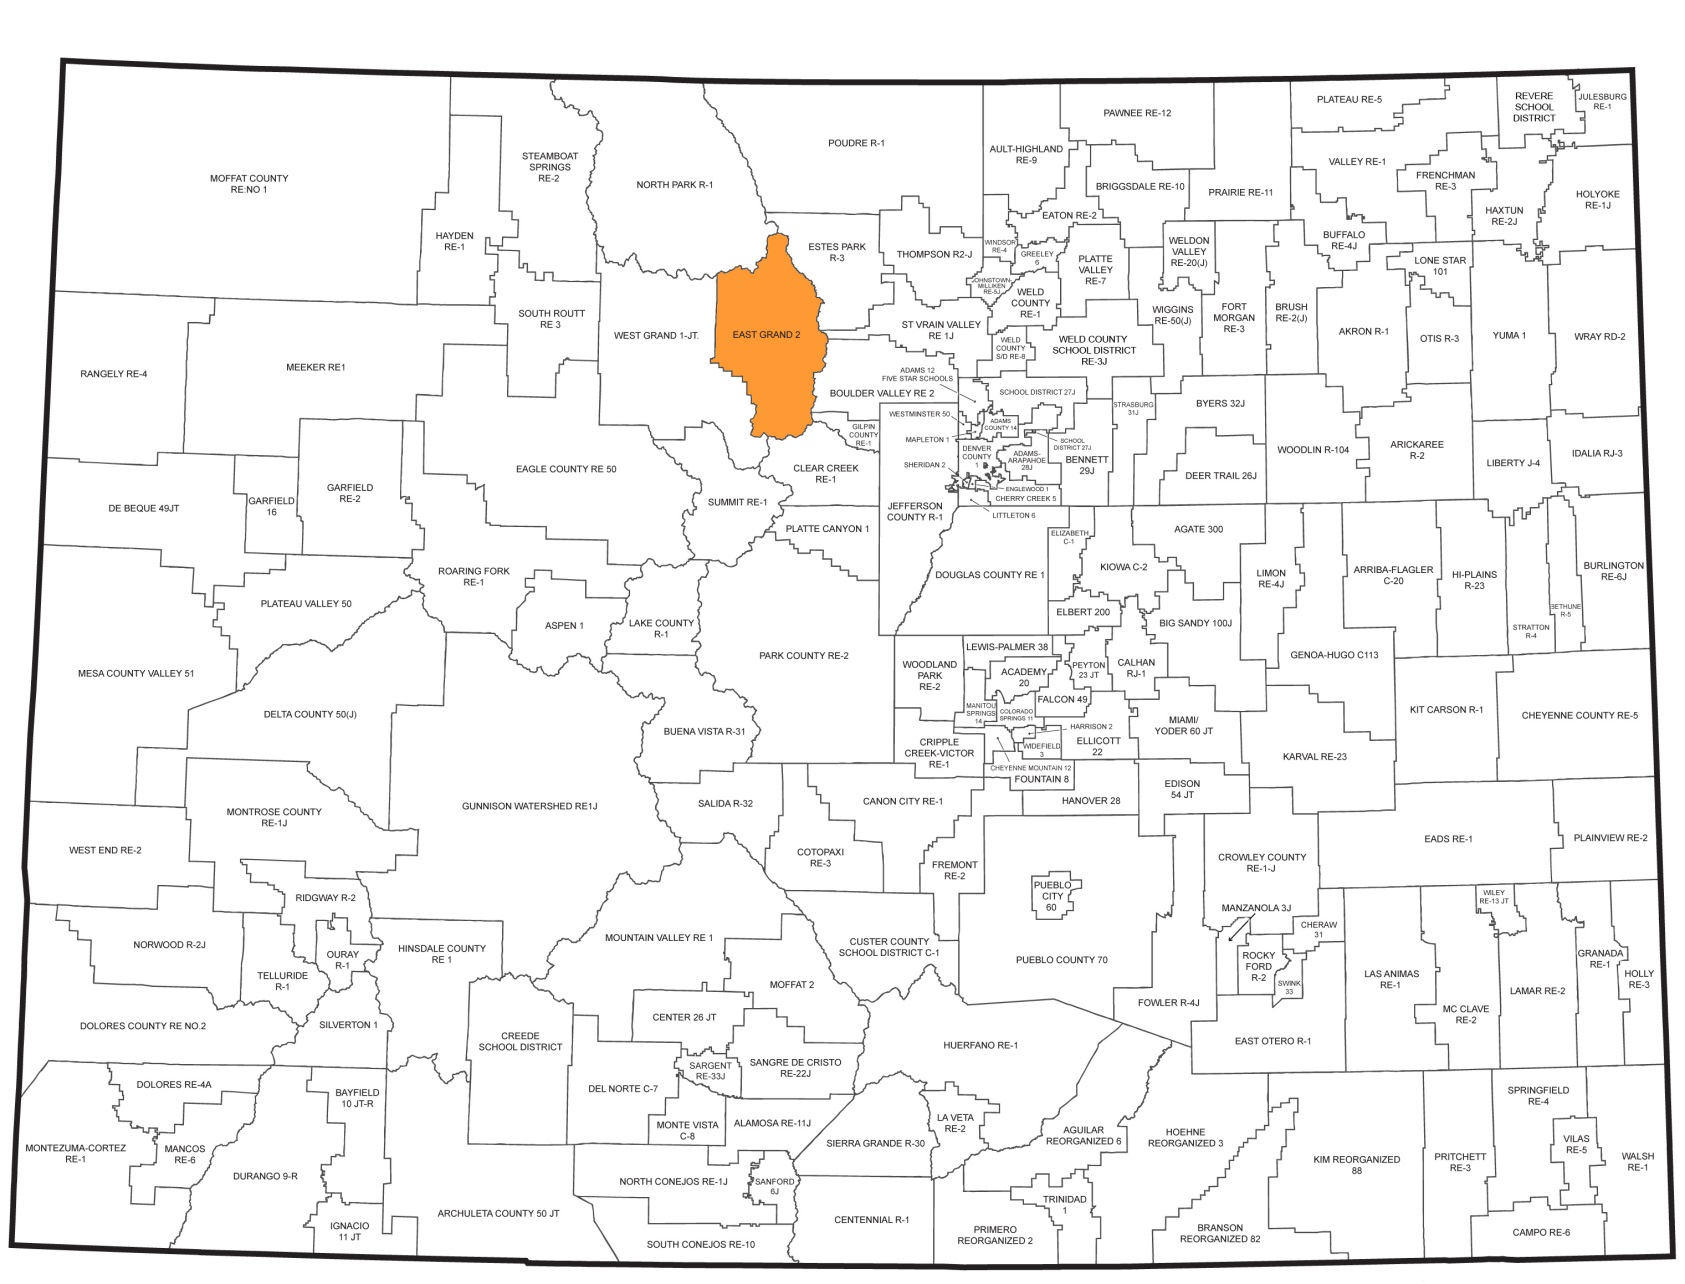 MOFFAT COUNTY
RE:NO 1
HAYDEN
RE-1
STEAMBOAT
SPRINGS
RE-2
NORTH PARK R-1
POUDRE R-1
AULT-HIGHLAND
RE-9
PAWNEE RE-12
BRIGGSDALE RE-10
PRAIRIE RE-11
PLATEAU RE-5
REVERE
SCHOOL
DISTRICT
JULESBURG
RE-1
VALLEY RE-1
FRENCHMAN
RE-3
HAXTUN
RE-2J
HOLYOKE
RE-1J
BUFFALO
RE-4J
EATON RE-2
WINDSOR
RE-4
GREELEY
6
JOHNSTOWN-
MILLIKEN
RE-5J
PLATTE
VALLEY
RE-7
WELDON
VALLEY
RE-20(J)
LONE STAR
101
ESTES PARK
R-3
THOMPSON R2-J
WELD
COUNTY
RE-1
WIGGINS
RE-50(J)
FORT
MORGAN
RE-3
BRUSH
RE-2(J)
AKRON R-1
OTIS R-3
YUMA 1
WRAY RD-2
SOUTH ROUTT
RE 3
WEST GRAND 1-JT.
EAST GRAND 2
ST VRAIN VALLEY
RE 1J
WELD
COUNTY
S/D RE-8
WELD COUNTY
SCHOOL DISTRICT
RE-3J
RANGELY RE-4
MEEKER RE1
ADAMS 12
FIVE STAR SCHOOLS
BOULDER VALLEY RE 2
SCHOOL DISTRICT 27J
STRASBURG
31J
BYERS 32J
WESTMINSTER 50
ADAMS
COUNTY 14
GILPIN
COUNTY
RE-1
MAPLETON 1
SCHOOL
DISTRICT 27J
DENVER
COUNTY
1
ADAMS-
ARAPAHOE
28J
BENNETT
29J
SHERIDAN 2
DEER TRAIL 26J
WOODLIN R-104
ARICKAREE
R-2
LIBERTY J-4
IDALIA RJ-3
ENGLEWOOD 1
CHERRY CREEK 5
LITTLETON 6
EAGLE COUNTY RE 50
CLEAR CREEK
RE-1
SUMMIT RE-1
JEFFERSON
COUNTY R-1
DE BEQUE 49JT
GARFIELD
16
GARFIELD
RE-2
PLATTE CANYON 1
ELIZABETH
C-1
AGATE 300
ROARING FORK
RE-1
DOUGLAS COUNTY RE 1
KIOWA C-2
LIMON
RE-4J
ARRIBA-FLAGLER
C-20
HI-PLAINS
R-23
BURLINGTON
RE-6J
BETHUNE
R-5
STRATTON
R-4
PLATEAU VALLEY 50
ASPEN 1
LAKE COUNTY
R-1
ELBERT 200
BIG SANDY 100J
GENOA-HUGO C113
PARK COUNTY RE-2
MESA COUNTY VALLEY 51
WOODLAND
PARK
RE-2
LEWIS-PALMER 38
ACADEMY
20
PEYTON
23 JT
CALHAN
RJ-1
FALCON 49
MANITOU
SPRINGS
14
COLORADO
SPRINGS 11
KIT CARSON R-1
CHEYENNE COUNTY RE-5
DELTA COUNTY 50(J)
BUENA VISTA R-31
HARRISON 2
MIAMI/
YODER 60 JT
CRIPPLE
CREEK-VICTOR
RE-1
WIDEFIELD
3
ELLICOTT
22
KARVAL RE-23
CHEYENNE MOUNTAIN 12
FOUNTAIN 8
EDISON
54 JT
GUNNISON WATERSHED RE1J
SALIDA R-32
CANON CITY RE-1
HANOVER 28
MONTROSE COUNTY
RE-1J
WEST END RE-2
COTOPAXI
RE-3
FREMONT
RE-2
CROWLEY COUNTY
RE-1-J
EADS RE-1
PLAINVIEW RE-2
PUEBLO
CITY
60
RIDGWAY R-2
WILEY
RE-13 JT
MANZANOLA 3J
CHERAW
31
NORWOOD R-2J
OURAY
R-1
HINSDALE COUNTY
RE 1
MOUNTAIN VALLEY RE 1
CUSTER COUNTY
SCHOOL DISTRICT C-1
PUEBLO COUNTY 70
ROCKY
FORD
R-2
SWINK
33
LAS ANIMAS
RE-1
GRANADA
RE-1
HOLLY
RE-3
TELLURIDE
R-1
MOFFAT 2
FOWLER R-4J
MC CLAVE
RE-2
LAMAR RE-2
DOLORES COUNTY RE NO.2
SILVERTON 1
CENTER 26 JT
CREEDE
SCHOOL DISTRICT
HUERFANO RE-1
EAST OTERO R-1
SARGENT
RE-33J
SANGRE DE CRISTO
RE-22J
DEL NORTE C-7
DOLORES RE-4A
BAYFIELD
10 JT-R
SPRINGFIELD
RE-4
MONTE VISTA
C-8
ALAMOSA RE-11J
LA VETA
RE-2
SIERRA GRANDE R-30
AGUILAR
REORGANIZED 6
HOEHNE
REORGANIZED 3
MONTEZUMA-CORTEZ
RE-1
MANCOS
RE-6
VILAS
RE-5
KIM REORGANIZED
88
PRITCHETT
RE-3
WALSH
RE-1
DURANGO 9-R
NORTH CONEJOS RE-1J
SANFORD
6J
TRINIDAD
1
IGNACIO
11 JT
ARCHULETA COUNTY 50 JT
SOUTH CONEJOS RE-10
CENTENNIAL R-1
PRIMERO
REORGANIZED 2
BRANSON
REORGANIZED 82
CAMPO RE-6